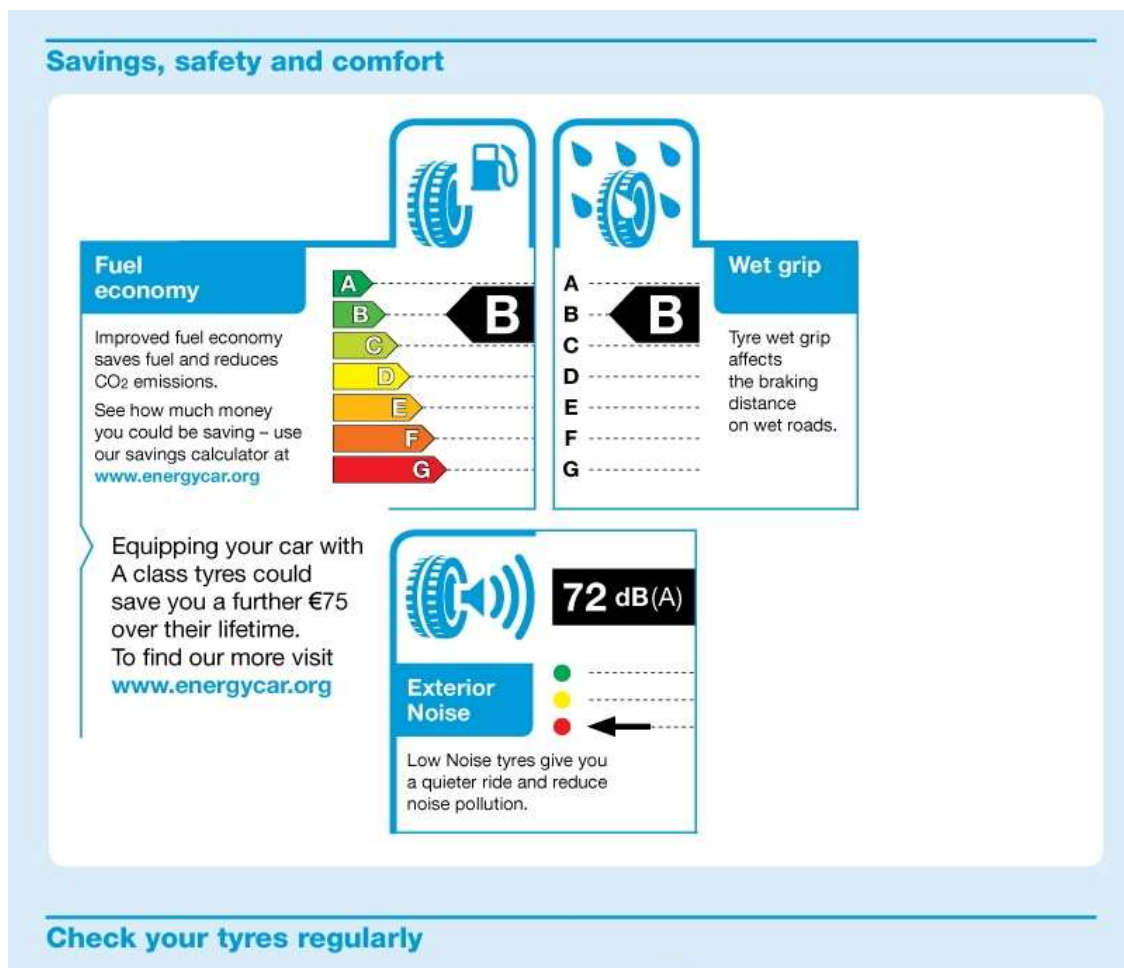 Savings, safety and comfort
Fuel
economy
Improved fuel economy
saves fuel and reduces
CO2 emissions.
See how much money
you could be saving – use
our savings calculator at
www.energycar.org
A
B
C
D
E
F
G
B
A
B
C
D
E
F
G
B
Wet grip
Tyre wet grip
affects
the braking
distance
on wet roads.
Equipping your car with
A class tyres could
save you a further €75
over their lifetime.
To find our more visit
www.energycar.org
72 dB(A)
Exterior
Noise
Low Noise tyres give you
a quieter ride and reduce
noise pollution.
Check your tyres regularly